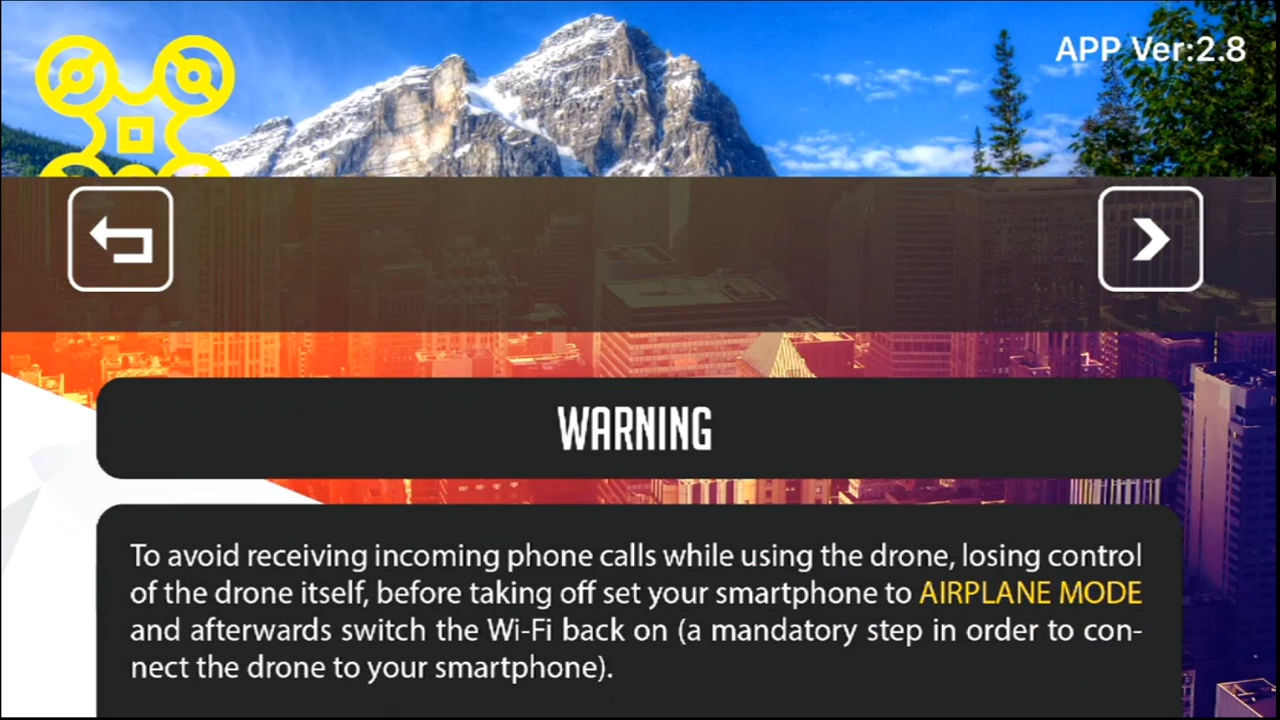 APP Ver:2.8
WARNING
To avoid receiving incoming phone calls while using the drone, losing control
of the drone itself, before taking off set your smartphone to AIRPLANE MODE
and afterwards switch the Wi-Fi back on (a mandatory step in order to con-
nect the drone to your smartphone).